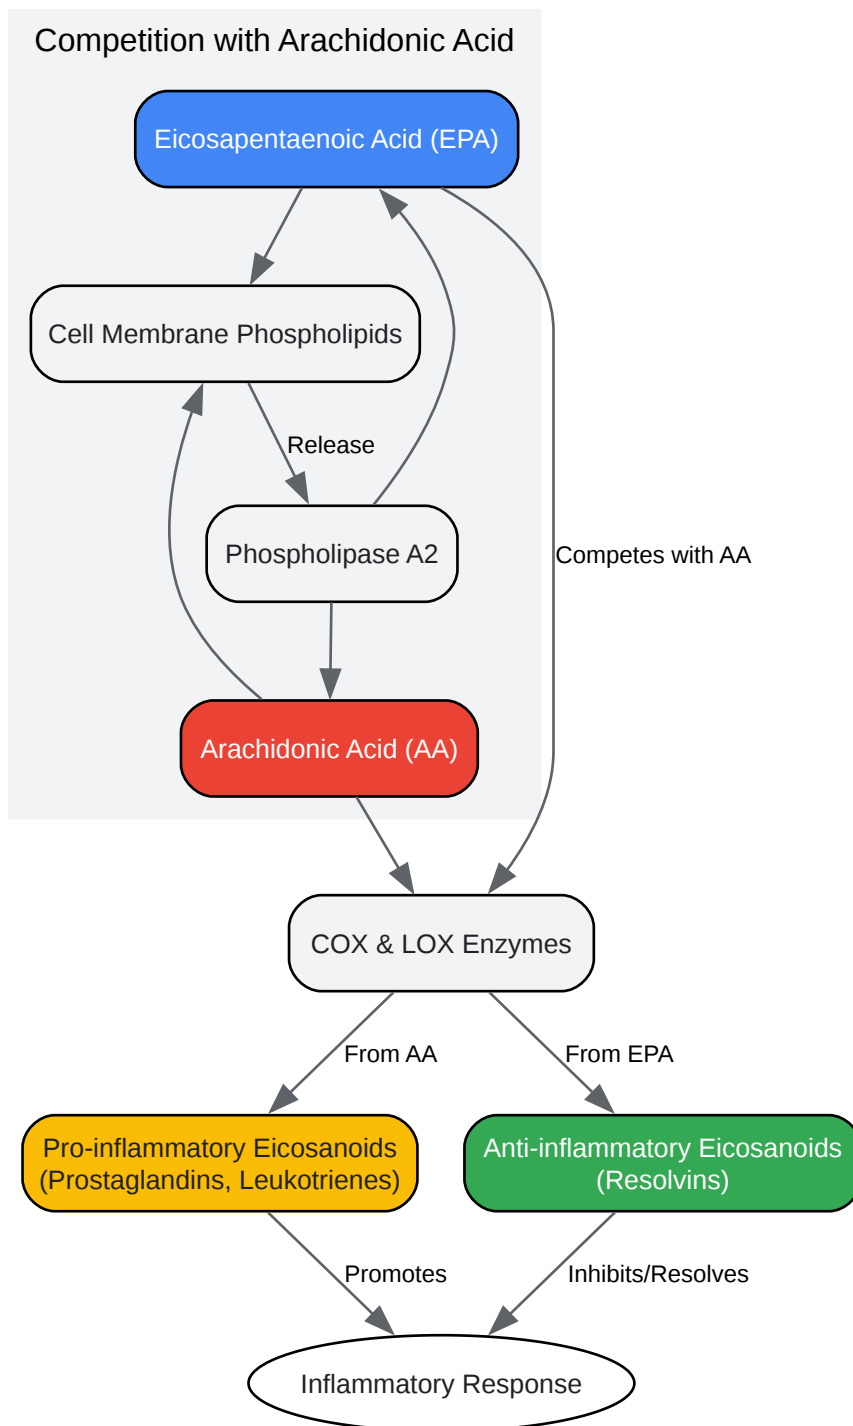 Competition with Arachidonic Acid
Eicosapentaenoic Acid (EPA)
Cell Membrane Phospholipids
Release
Phospholipase A2
Competes with AA
Arachidonic Acid (AA)
COX & LOX Enzymes
From AA
From EPA
Pro-inflammatory Eicosanoids
(Prostaglandins, Leukotrienes)
Anti-inflammatory Eicosanoids
(Resolvins)
Promotes
Inhibits/Resolves
Inflammatory Response